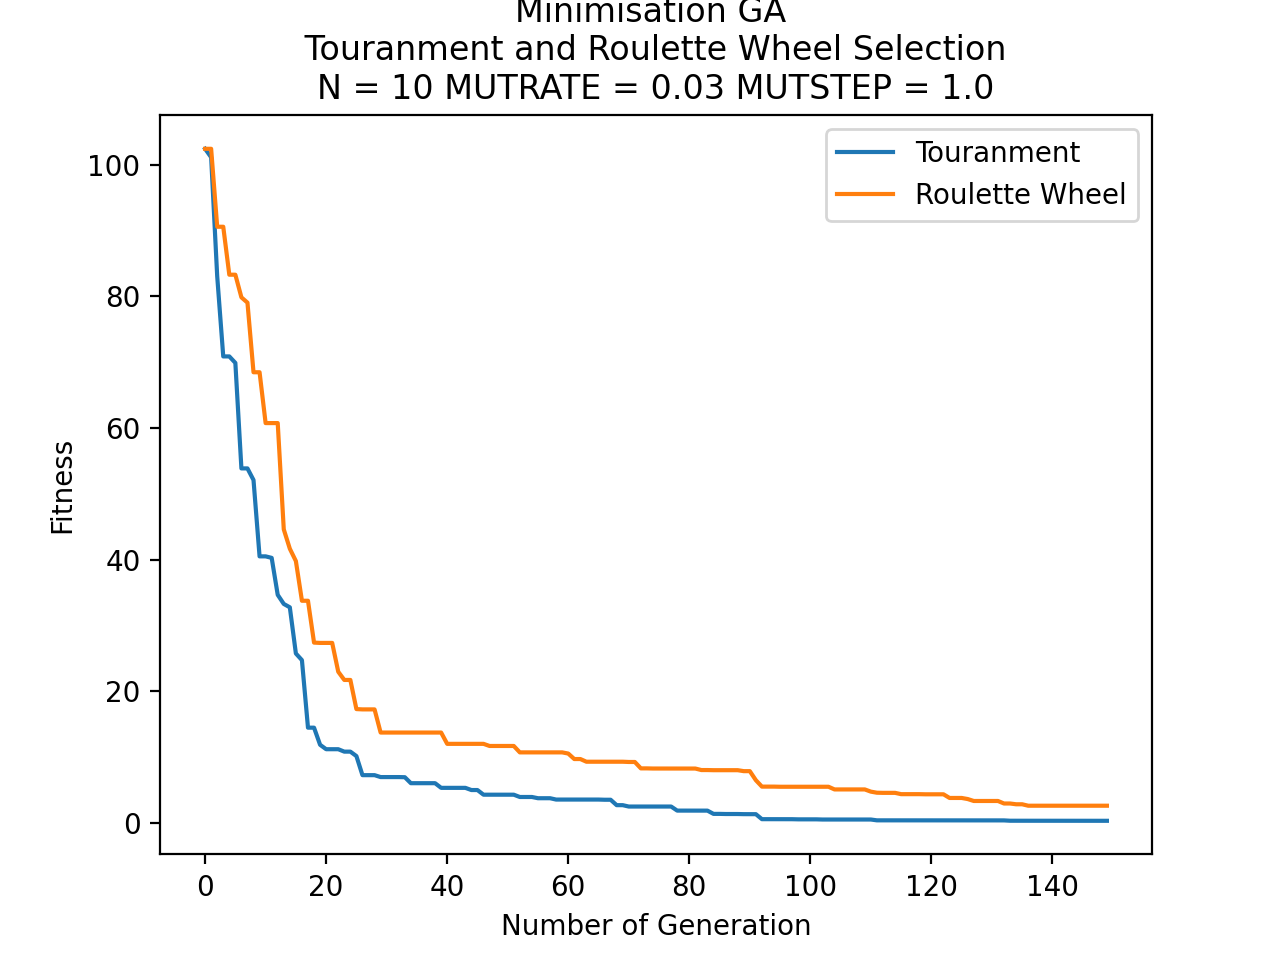 Minimisation GA
Touranment and Roulette Wheel Selection
N = 10 MUTRATE = 0.03 MUTSTEP = 1.0
Touranment
Roulette Wheel
100
80
60
40
20
0
Fitness
0 20 40 60 80 100 120 140
Number of Generation